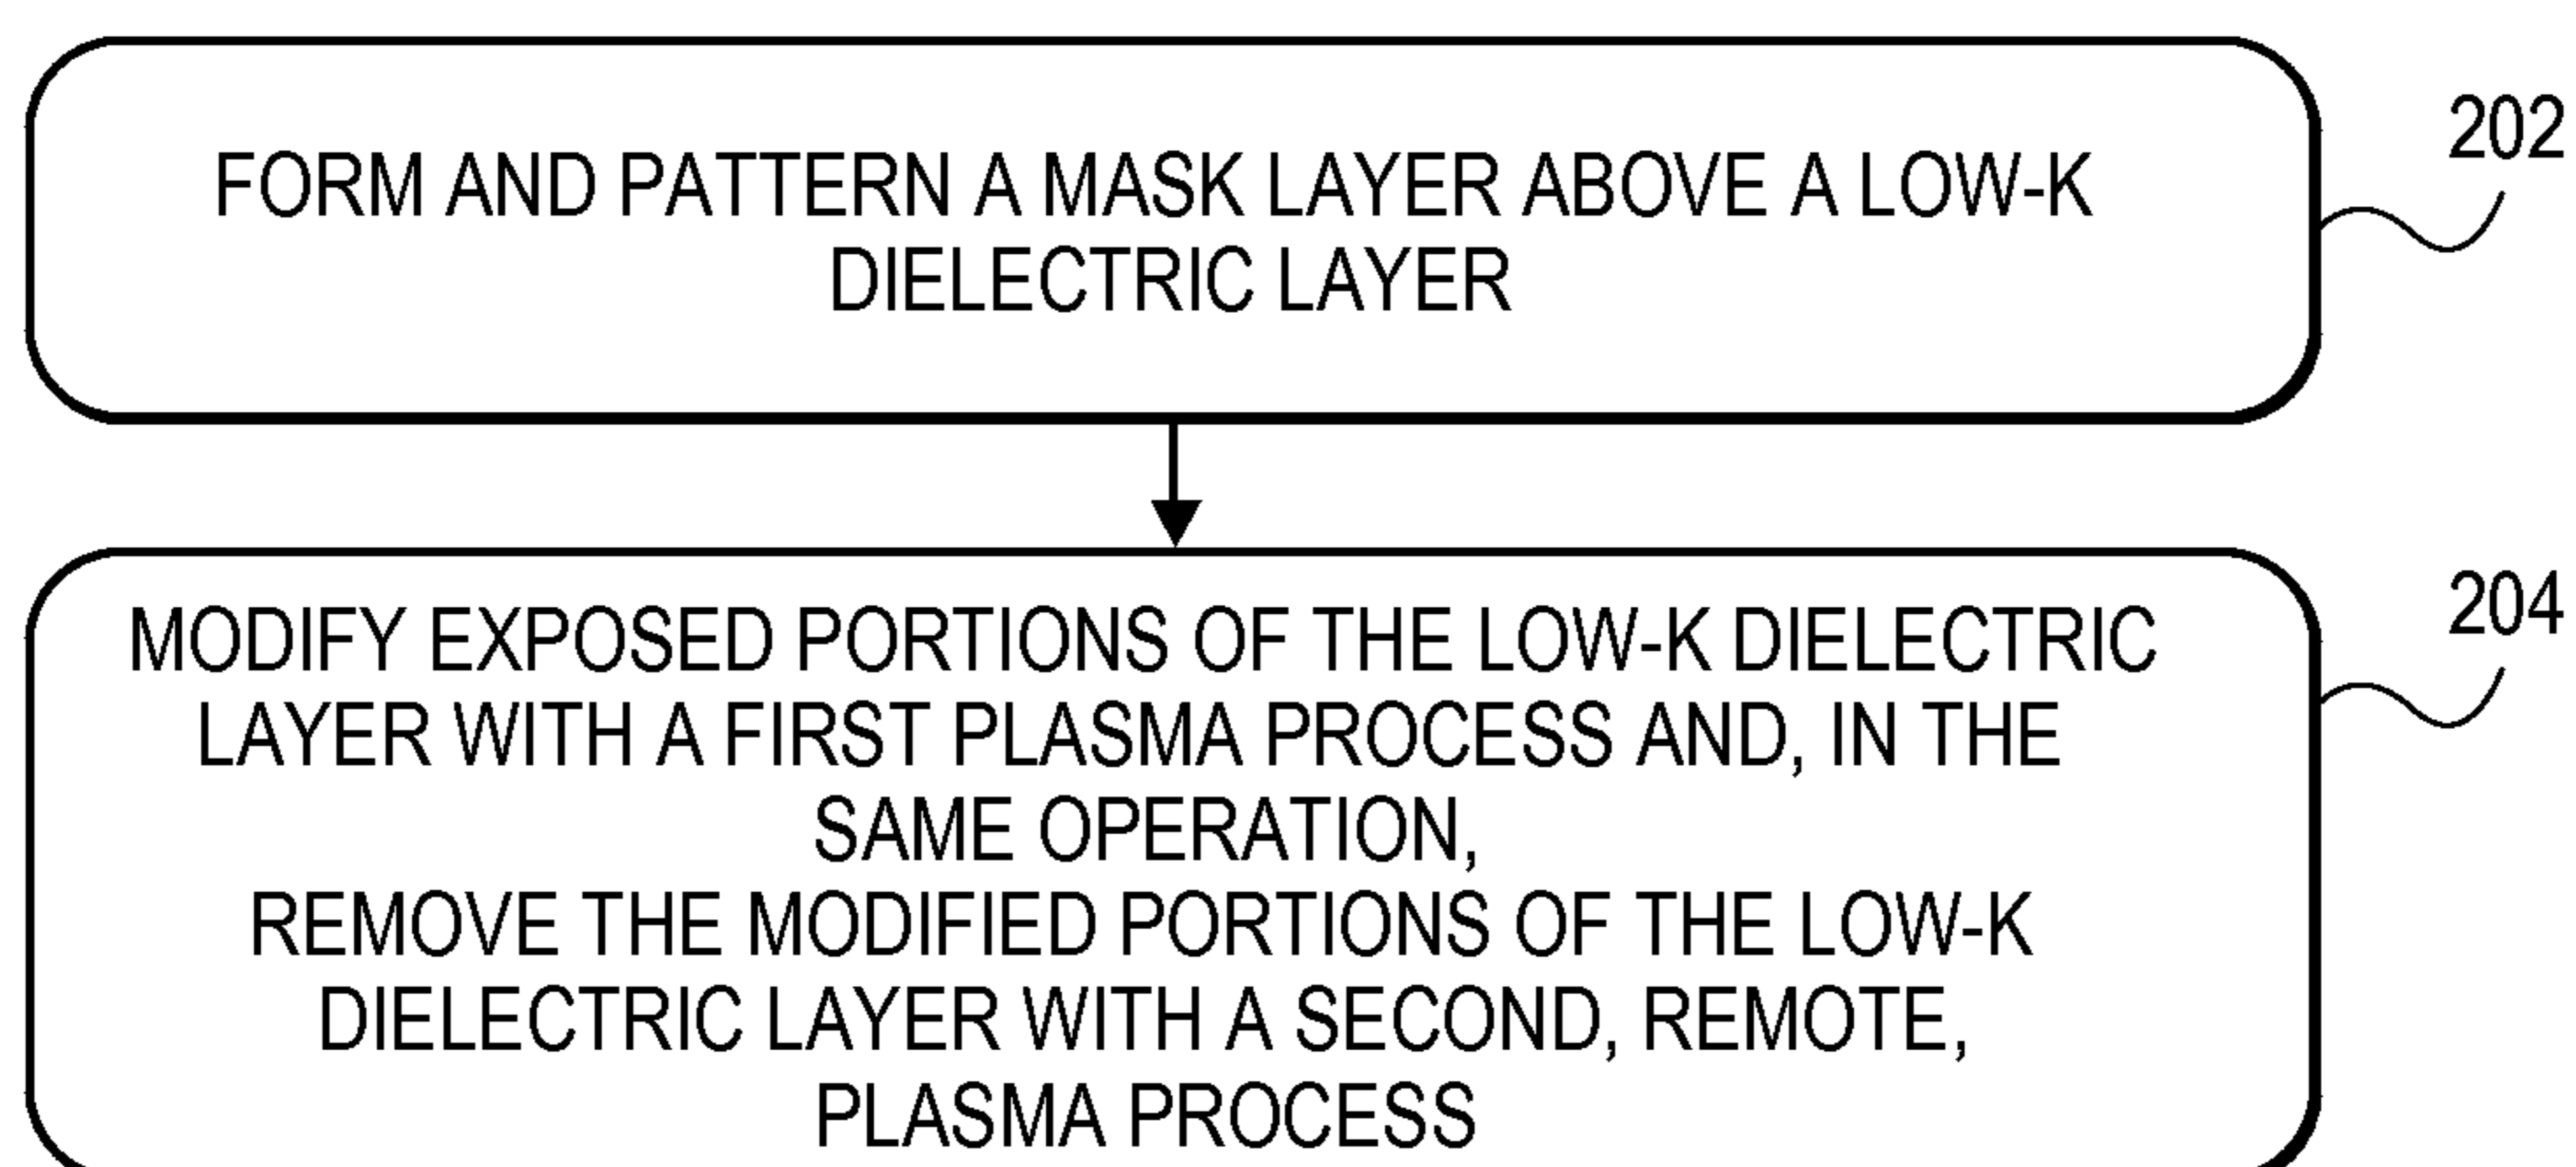 FORM AND PATTERN A MASK LAYER ABOVE A LOW-K
DIELECTRIC LAYER
202
MODIFY EXPOSED PORTIONS OF THE LOW-K DIELECTRIC
LAYER WITH A FIRST PLASMA PROCESS AND, IN THE
SAME OPERATION,
REMOVE THE MODIFIED PORTIONS OF THE LOW-K
DIELECTRIC LAYER WITH A SECOND, REMOTE,
PLASMA PROCESS
204